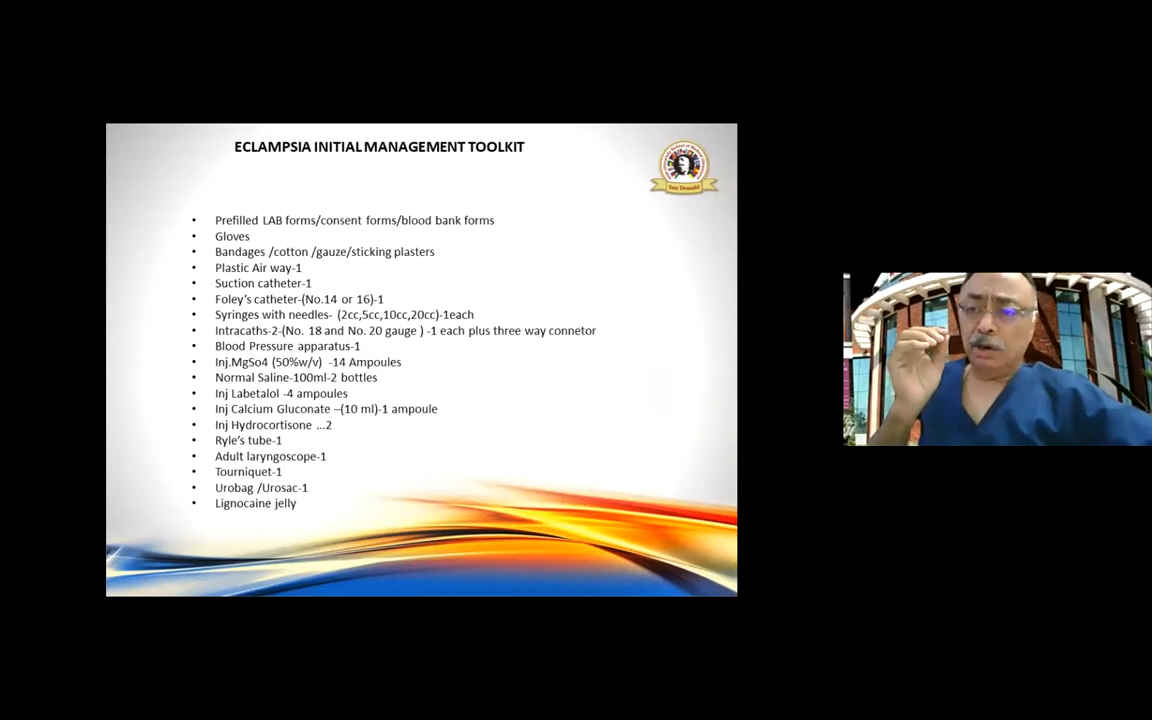 ECLAMPSIA INITIAL MANAGEMENT TOOLKIT
Ian Donald
• Prefilled LAB forms/consent forms/blood bank forms
• Gloves
• Bandages /cotton /gauze/sticking plasters
• Plastic Air way-1
• Suction catheter-1
• Foley's catheter-(No.14 or 16)-1
• Syringes with needles- (2cc,5cc,10cc,20cc)-1each
• Intracaths-2-(No. 18 and No. 20 gauge ) -1 each plus three way connetor
• Blood Pressure apparatus-1
• Inj.MgSo4 (50%w/v) -14 Ampoules
• Normal Saline-100ml-2 bottles
• Inj Labetalol -4 ampoules
• Inj Calcium Gluconate –(10 ml)-1 ampoule
• Inj Hydrocortisone ...2
• Ryle's tube-1
• Adult laryngoscope-1
• Tourniquet-1
• Urobag /Urosac-1
• Lignocaine jelly